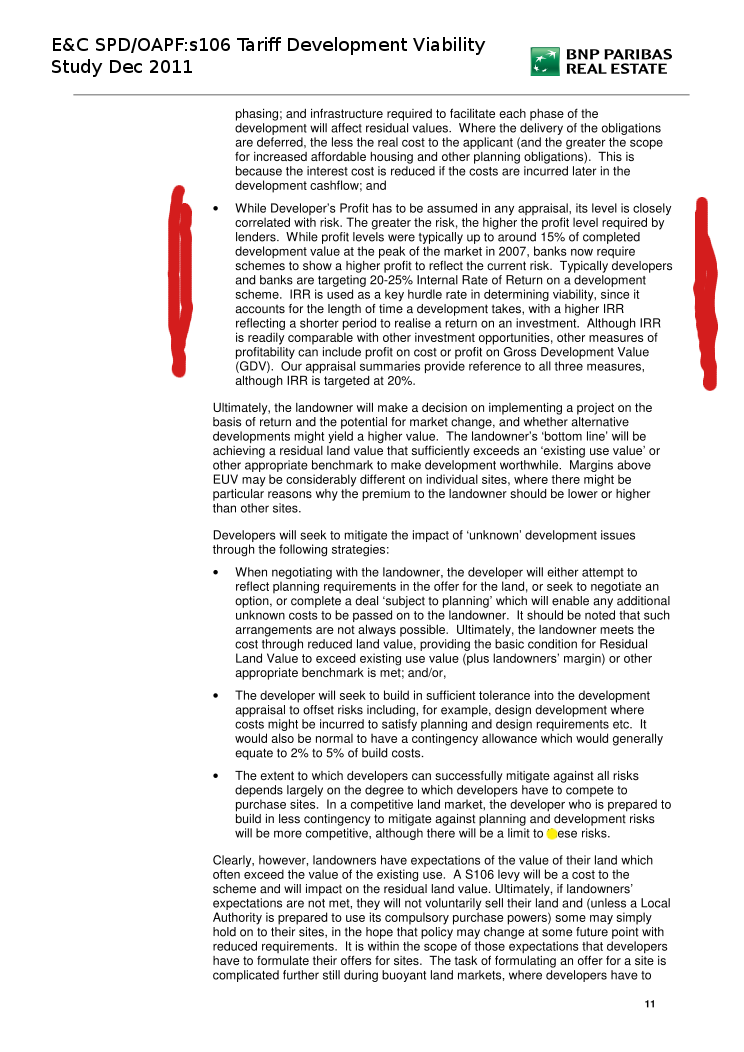 E&C SPD/OAPF:s106 Tariff Development Viability
Study Dec 2011
BNP PARIBAS
REAL ESTATE
phasing; and infrastructure required to facilitate each phase of the
development will affect residual values.  Where the delivery of the obligations
are deferred, the less the real cost to the applicant (and the greater the scope
for increased affordable housing and other planning obligations).  This is
because the interest cost is reduced if the costs are incurred later in the
development cashflow; and
• While Developer's Profit has to be assumed in any appraisal, its level is closely
correlated with risk. The greater the risk, the higher the profit level required by
lenders.  While profit levels were typically up to around 15% of completed
development value at the peak of the market in 2007, banks now require
schemes to show a higher profit to reflect the current risk.  Typically developers
and banks are targeting 20-25% Internal Rate of Return on a development
scheme.  IRR is used as a key hurdle rate in determining viability, since it
accounts for the length of time a development takes, with a higher IRR
reflecting a shorter period to realise a return on an investment.  Although IRR
is readily comparable with other investment opportunities, other measures of
profitability can include profit on cost or profit on Gross Development Value
(GDV).  Our appraisal summaries provide reference to all three measures,
although IRR is targeted at 20%.
Ultimately, the landowner will make a decision on implementing a project on the
basis of return and the potential for market change, and whether alternative
developments might yield a higher value.  The landowner's 'bottom line' will be
achieving a residual land value that sufficiently exceeds an 'existing use value' or
other appropriate benchmark to make development worthwhile.  Margins above
EUV may be considerably different on individual sites, where there might be
particular reasons why the premium to the landowner should be lower or higher
than other sites.
Developers will seek to mitigate the impact of 'unknown' development issues
through the following strategies:
• When negotiating with the landowner, the developer will either attempt to
reflect planning requirements in the offer for the land, or seek to negotiate an
option, or complete a deal 'subject to planning' which will enable any additional
unknown costs to be passed on to the landowner.  It should be noted that such
arrangements are not always possible.  Ultimately, the landowner meets the
cost through reduced land value, providing the basic condition for Residual
Land Value to exceed existing use value (plus landowners' margin) or other
appropriate benchmark is met; and/or,
• The developer will seek to build in sufficient tolerance into the development
appraisal to offset risks including, for example, design development where
costs might be incurred to satisfy planning and design requirements etc.  It
would also be normal to have a contingency allowance which would generally
equate to 2% to 5% of build costs.
• The extent to which developers can successfully mitigate against all risks
depends largely on the degree to which developers have to compete to
purchase sites.  In a competitive land market, the developer who is prepared to
build in less contingency to mitigate against planning and development risks
will be more competitive, although there will be a limit to these risks.
Clearly, however, landowners have expectations of the value of their land which
often exceed the value of the existing use.  A S106 levy will be a cost to the
scheme and will impact on the residual land value. Ultimately, if landowners'
expectations are not met, they will not voluntarily sell their land and (unless a Local
Authority is prepared to use its compulsory purchase powers) some may simply
hold on to their sites, in the hope that policy may change at some future point with
reduced requirements.  It is within the scope of those expectations that developers
have to formulate their offers for sites.  The task of formulating an offer for a site is
complicated further still during buoyant land markets, where developers have to
11